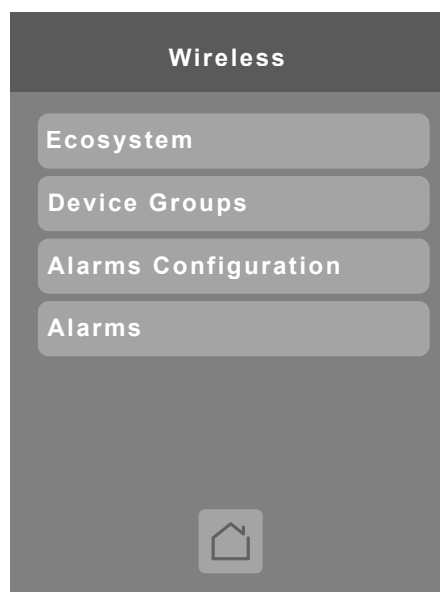 Wireless
Ecosystem
Device Groups
Alarms Configuration
Alarms